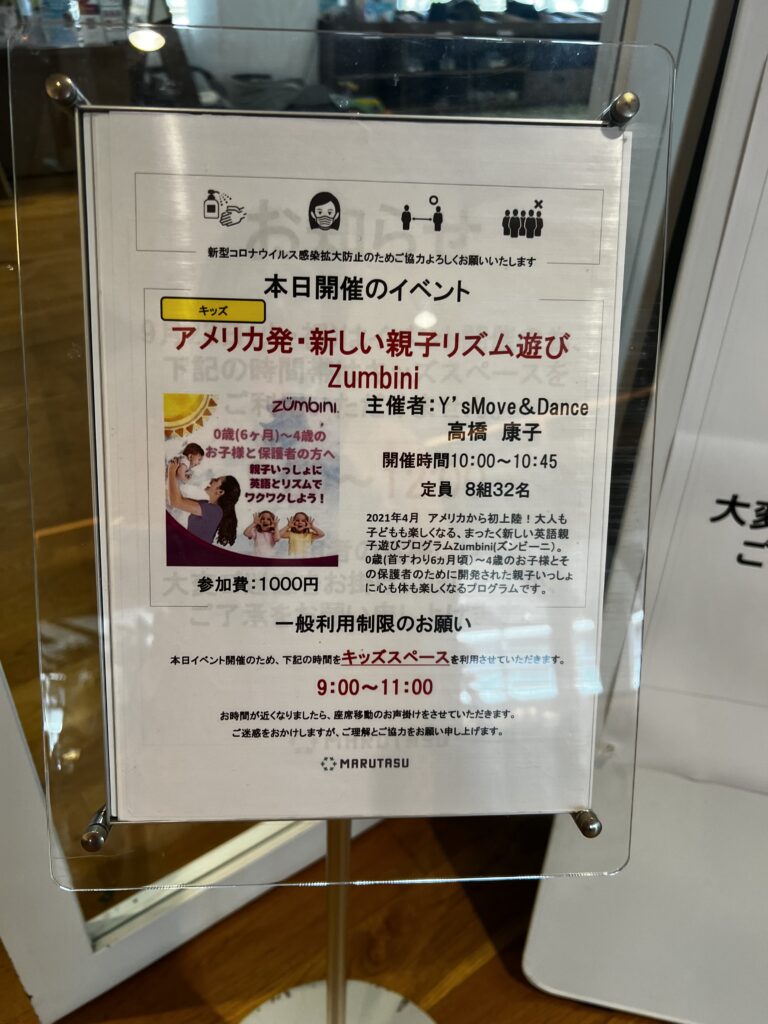 新型コロナウイルス感染拡大防止のためご協力よろしくお願いいたします
本日開催のイベント
キッズ
アメリカ発・新しい親子リズム遊び
Zumbini
zumbini
0歳(6ヶ月)〜4歳の
お子様と保護者の方へ
親子いっしょに
英語とリズムで
ワクワクしよう!
参加費:1000円
主催者:Y'sMove&Dance
高橋 康子
開催時間10:00〜10:45
定員 8組32名
2021年4月 アメリカから初上陸!大人も
子どもも楽しくなる、まったく新しい英語親
子遊びプログラムZumbini(ズンビーニ)。
0歳(首すわり6ヵ月頃)〜4歳のお子様とそ
の保護者のために開発された親子いっしょ
に心も体も楽しくなるプログラムです。
一般利用制限のお願い
本日イベント開催のため、下記の時間をキッズスペースを利用させていただきます。
9:00〜11:00
お時間が近くなりましたら、座席移動のお声掛けをさせていただきます。
ご迷惑をおかけしますが、ご理解とご協力をお願い申し上げます。
MARUTASU
大変
ご